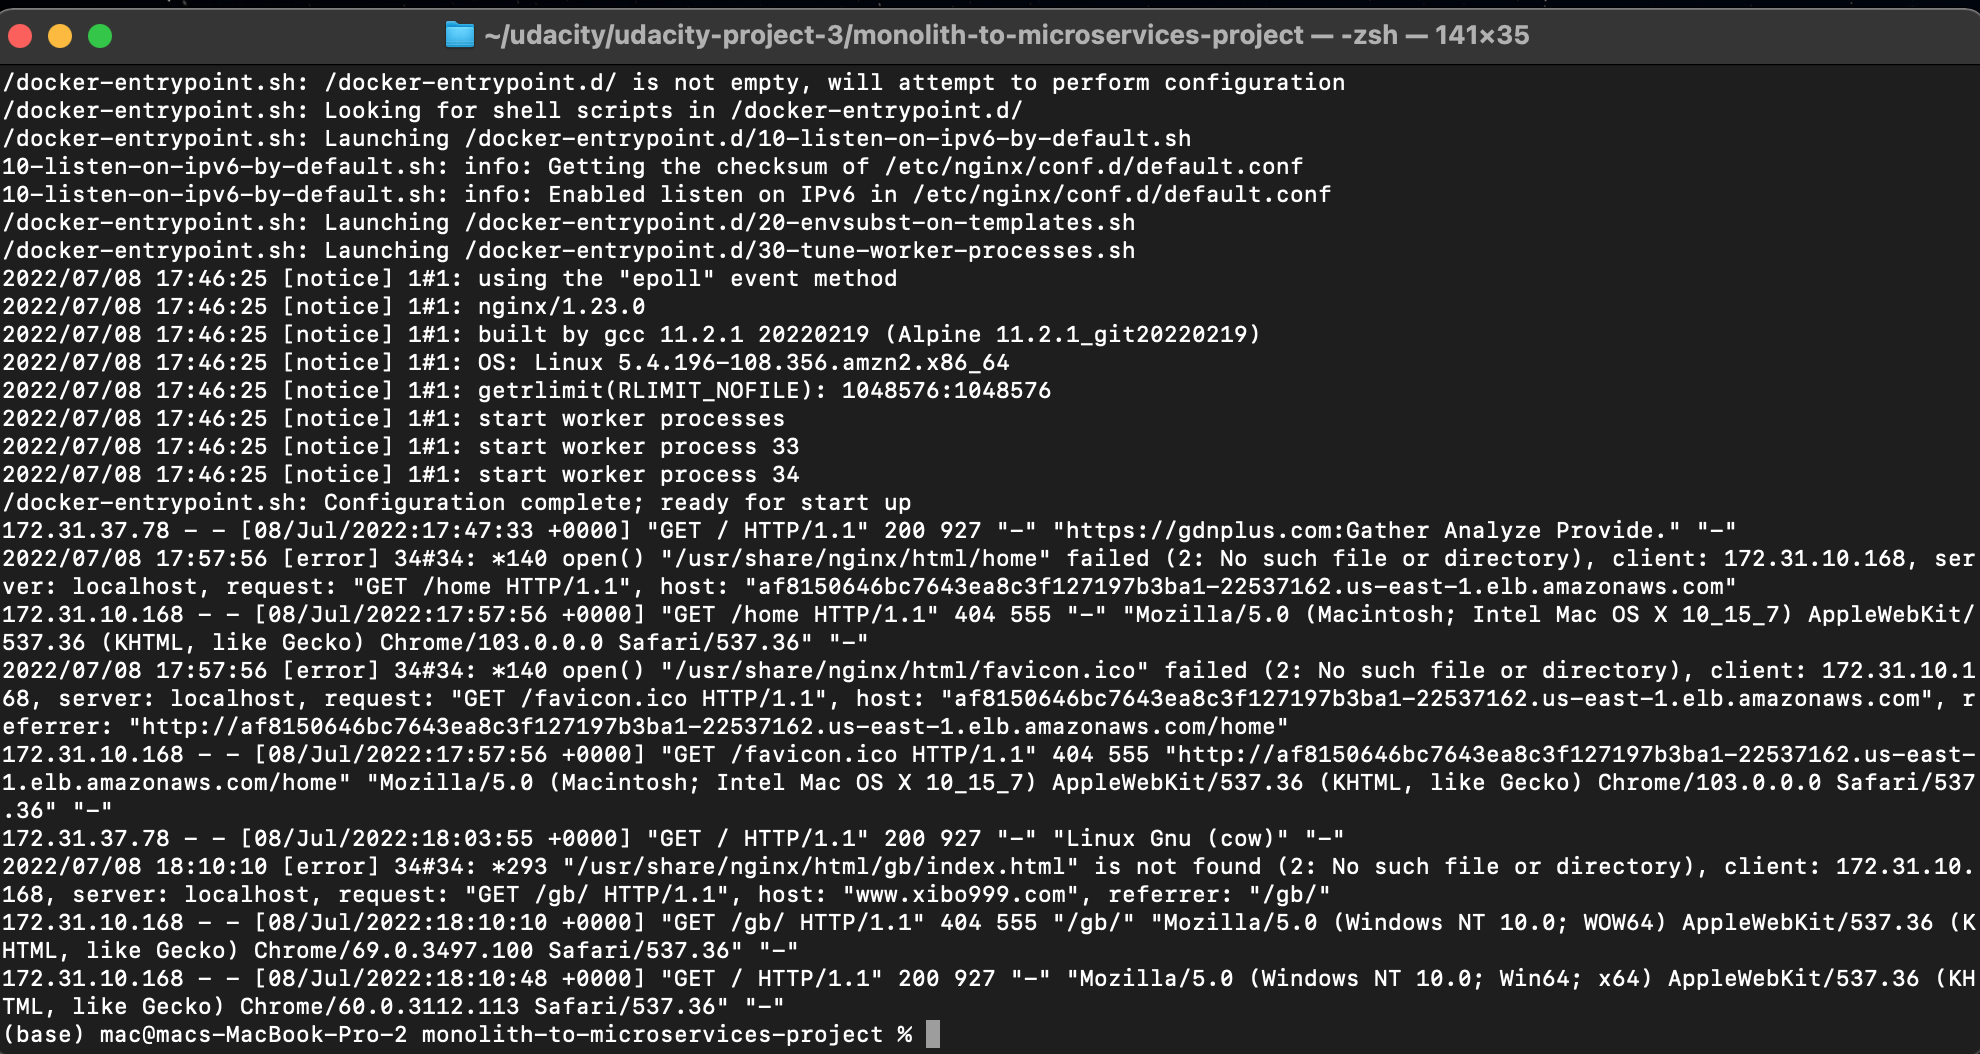 ~/udacity/udacity-project-3/monolith-to-microservices-project — -zsh — 141×35
/docker-entrypoint.sh: /docker-entrypoint.d/ is not empty, will attempt to perform configuration
/docker-entrypoint.sh: Looking for shell scripts in /docker-entrypoint.d/
/docker-entrypoint.sh: Launching /docker-entrypoint.d/10-listen-on-ipv6-by-default.sh
10-listen-on-ipv6-by-default.sh: info: Getting the checksum of /etc/nginx/conf.d/default.conf
10-listen-on-ipv6-by-default.sh: info: Enabled listen on IPv6 in /etc/nginx/conf.d/default.conf
/docker-entrypoint.sh: Launching /docker-entrypoint.d/20-envsubst-on-templates.sh
/docker-entrypoint.sh: Launching /docker-entrypoint.d/30-tune-worker-processes.sh
2022/07/08 17:46:25 [notice] 1#1: using the "epoll" event method
2022/07/08 17:46:25 [notice] 1#1: nginx/1.23.0
2022/07/08 17:46:25 [notice] 1#1: built by gcc 11.2.1 20220219 (Alpine 11.2.1_git20220219)
2022/07/08 17:46:25 [notice] 1#1: OS: Linux 5.4.196-108.356.amzn2.x86_64
2022/07/08 17:46:25 [notice] 1#1: getrlimit(RLIMIT_NOFILE): 1048576:1048576
2022/07/08 17:46:25 [notice] 1#1: start worker processes
2022/07/08 17:46:25 [notice] 1#1: start worker process 33
2022/07/08 17:46:25 [notice] 1#1: start worker process 34
/docker-entrypoint.sh: Configuration complete; ready for start up
172.31.37.78 - - [08/Jul/2022:17:47:33 +0000] "GET / HTTP/1.1" 200 927 "-" "https://gdnplus.com:Gather Analyze Provide." "-"
2022/07/08 17:57:56 [error] 34#34: *140 open() "/usr/share/nginx/html/home" failed (2: No such file or directory), client: 172.31.10.168, ser
ver: localhost, request: "GET /home HTTP/1.1", host: "af8150646bc7643ea8c3f127197b3ba1-22537162.us-east-1.elb.amazonaws.com"
172.31.10.168 - - [08/Jul/2022:17:57:56 +0000] "GET /home HTTP/1.1" 404 555 "-" "Mozilla/5.0 (Macintosh; Intel Mac OS X 10_15_7) AppleWebKit/
537.36 (KHTML, like Gecko) Chrome/103.0.0.0 Safari/537.36" "-"
2022/07/08 17:57:56 [error] 34#34: *140 open() "/usr/share/nginx/html/favicon.ico" failed (2: No such file or directory), client: 172.31.10.1
68, server: localhost, request: "GET /favicon.ico HTTP/1.1", host: "af8150646bc7643ea8c3f127197b3ba1-22537162.us-east-1.elb.amazonaws.com", r
eferrer: "http://af8150646bc7643ea8c3f127197b3ba1-22537162.us-east-1.elb.amazonaws.com/home"
172.31.10.168 - - [08/Jul/2022:17:57:56 +0000] "GET /favicon.ico HTTP/1.1" 404 555 "http://af8150646bc7643ea8c3f127197b3ba1-22537162.us-east-
1.elb.amazonaws.com/home" "Mozilla/5.0 (Macintosh; Intel Mac OS X 10_15_7) AppleWebKit/537.36 (KHTML, like Gecko) Chrome/103.0.0.0 Safari/537
.36" "-"
172.31.37.78 - - [08/Jul/2022:18:03:55 +0000] "GET / HTTP/1.1" 200 927 "-" "Linux Gnu (cow)" "-"
2022/07/08 18:10:10 [error] 34#34: *293 "/usr/share/nginx/html/gb/index.html" is not found (2: No such file or directory), client: 172.31.10.
168, server: localhost, request: "GET /gb/ HTTP/1.1", host: "www.xibo999.com", referrer: "/gb/"
172.31.10.168 - - [08/Jul/2022:18:10:10 +0000] "GET /gb/ HTTP/1.1" 404 555 "/gb/" "Mozilla/5.0 (Windows NT 10.0; WOW64) AppleWebKit/537.36 (K
HTML, like Gecko) Chrome/69.0.3497.100 Safari/537.36" "-"
172.31.10.168 - - [08/Jul/2022:18:10:48 +0000] "GET / HTTP/1.1" 200 927 "-" "Mozilla/5.0 (Windows NT 10.0; Win64; x64) AppleWebKit/537.36 (KH
TML, like Gecko) Chrome/60.0.3112.113 Safari/537.36" "-"
(base) mac@macs-MacBook-Pro-2 monolith-to-microservices-project %